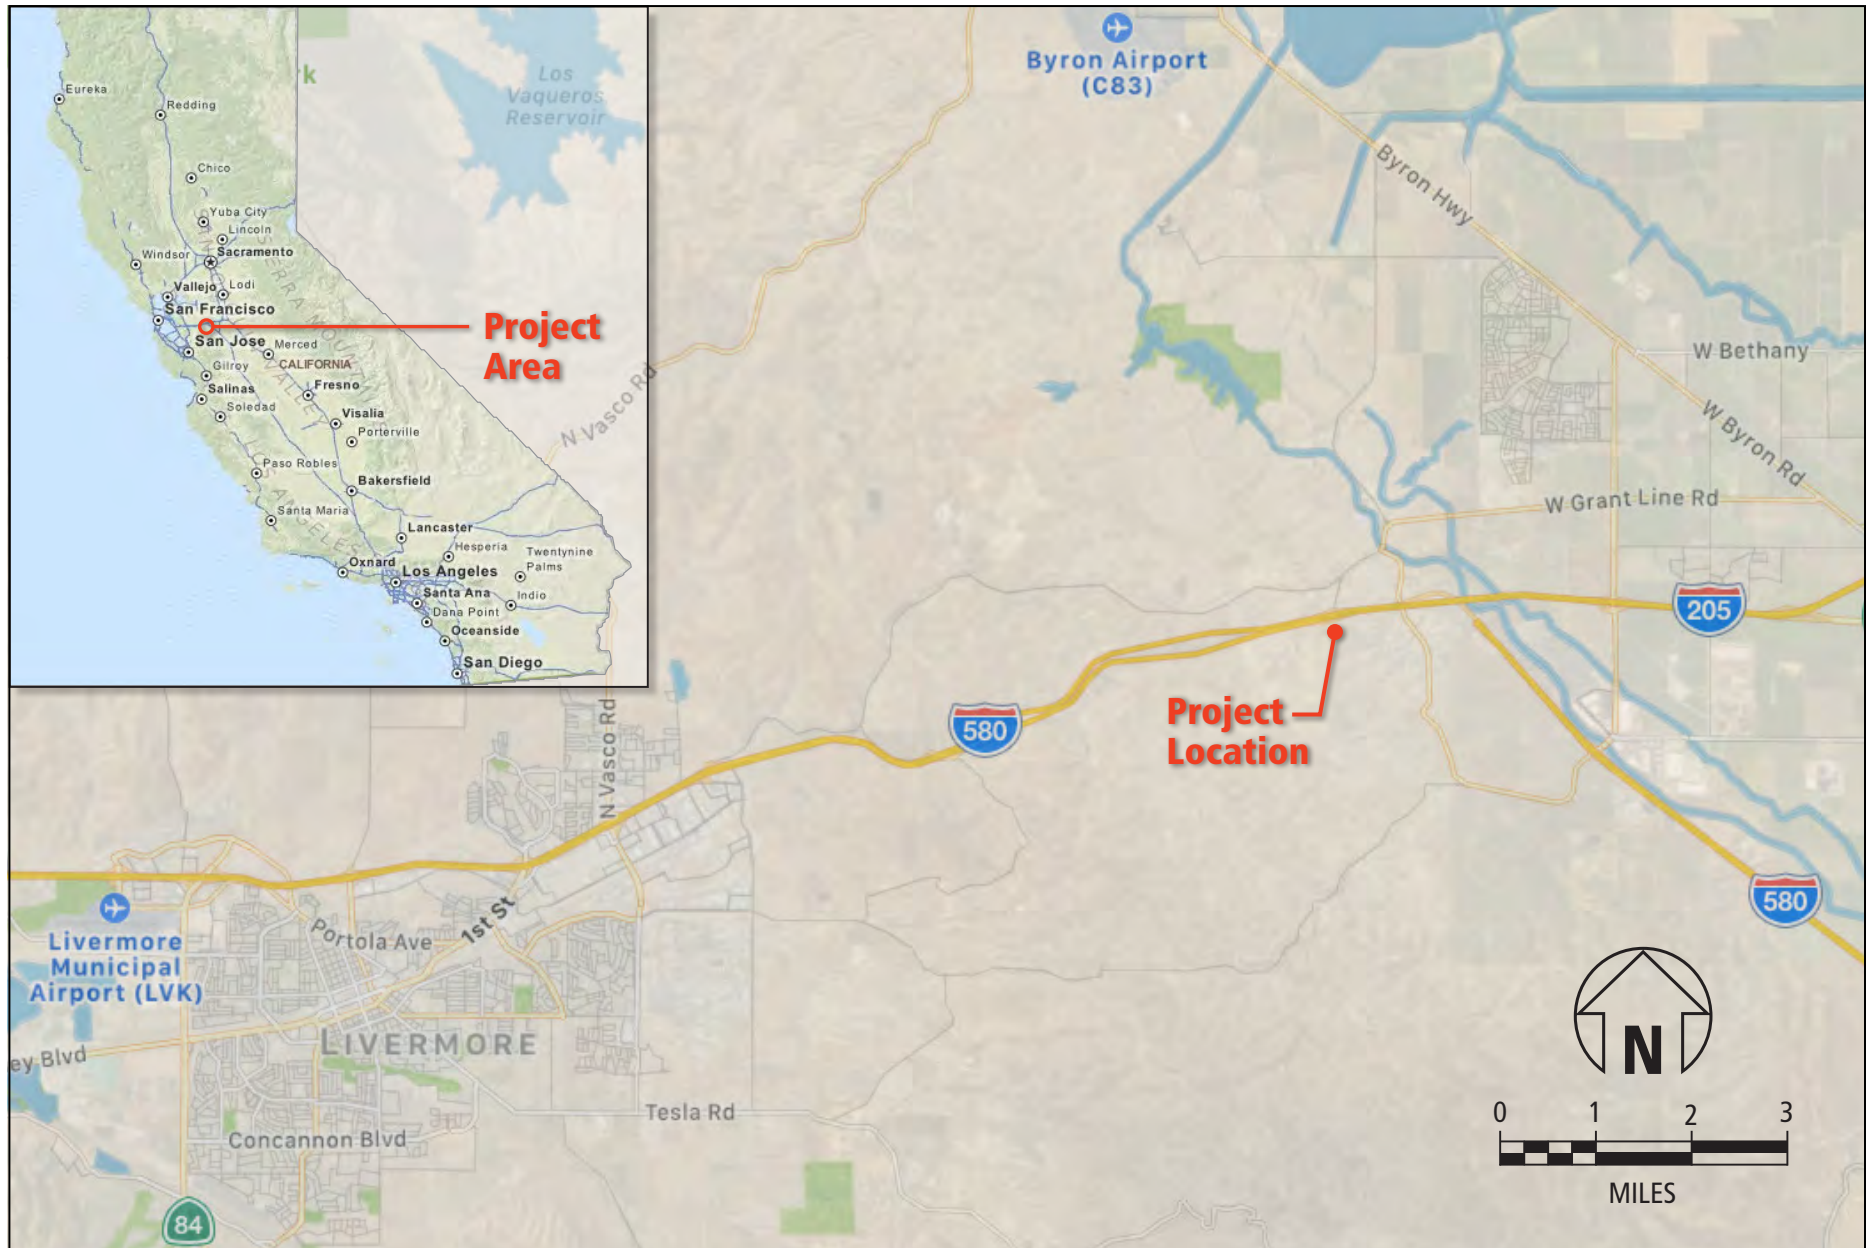 Eureka
Redding
Chico
Yuba City
Lincoln
Sacramento
Windsor
Vallejo
Lodi
San Francisco
San Jose
Merced
CALIFORNIA
Gilroy
Salinas
Soledad
Fresno
Visalia
Porterville
Paso Robles
Bakersfield
Santa Maria
Lancaster
Hesperia
Twentynine
Palms
Oxnard
Los Angeles
Santa Ana
Indio
Dana Point
Oceanside
San Diego
LOS ANGELES
Project
Area
k
Los
Vaqueros
Reservoir
Byron Airport
(C83)
Byron Hwy
N Vasco Rd
W Bethany
W Byron Rd
W Grant Line Rd
205
580
Project
Location
N Vasco Rd
580
Livermore
Municipal
Airport (LVK)
Portola Ave
1st St
LIVERMORE
ey Blvd
Tesla Rd
Concannon Blvd
84
N
0 1 2 3
MILES